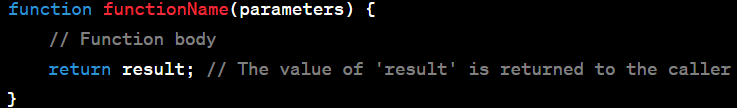 function functionName(parameters) {
    // Function body
    return result; // The value of 'result' is returned to the caller
}